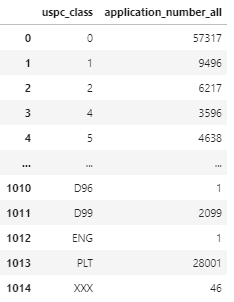 uspc_class application_number_all
0 0 57317
1 1 9496
2 2 6217
3 4 3596
4 5 4638
... ... ...
1010 D96 1
1011 D99 2099
1012 ENG 1
1013 PLT 28001
1014 XXX 46